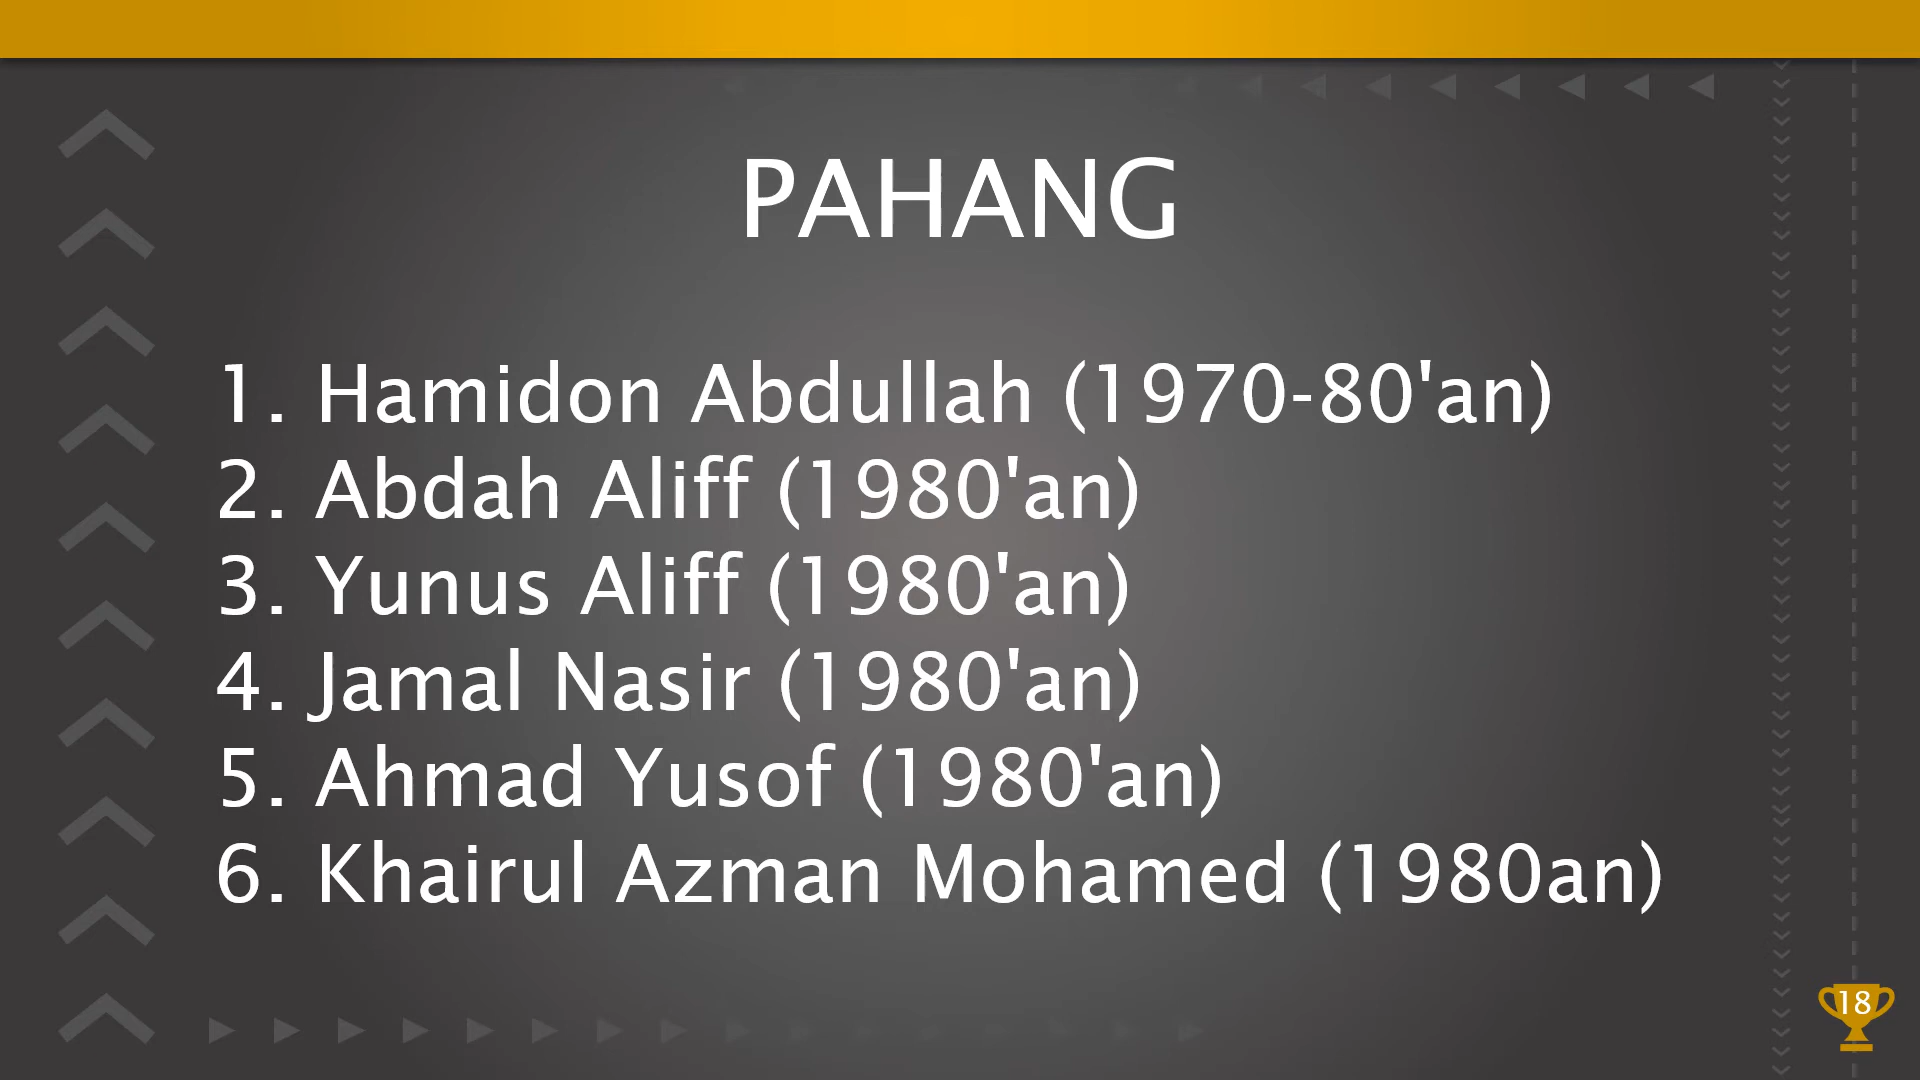 PAHANG
1. Hamidon Abdullah (1970-80'an)
2. Abdah Aliff (1980'an)
3. Yunus Aliff (1980'an)
4. Jamal Nasir (1980'an)
5. Ahmad Yusof (1980'an)
6. Khairul Azman Mohamed (1980an)
18